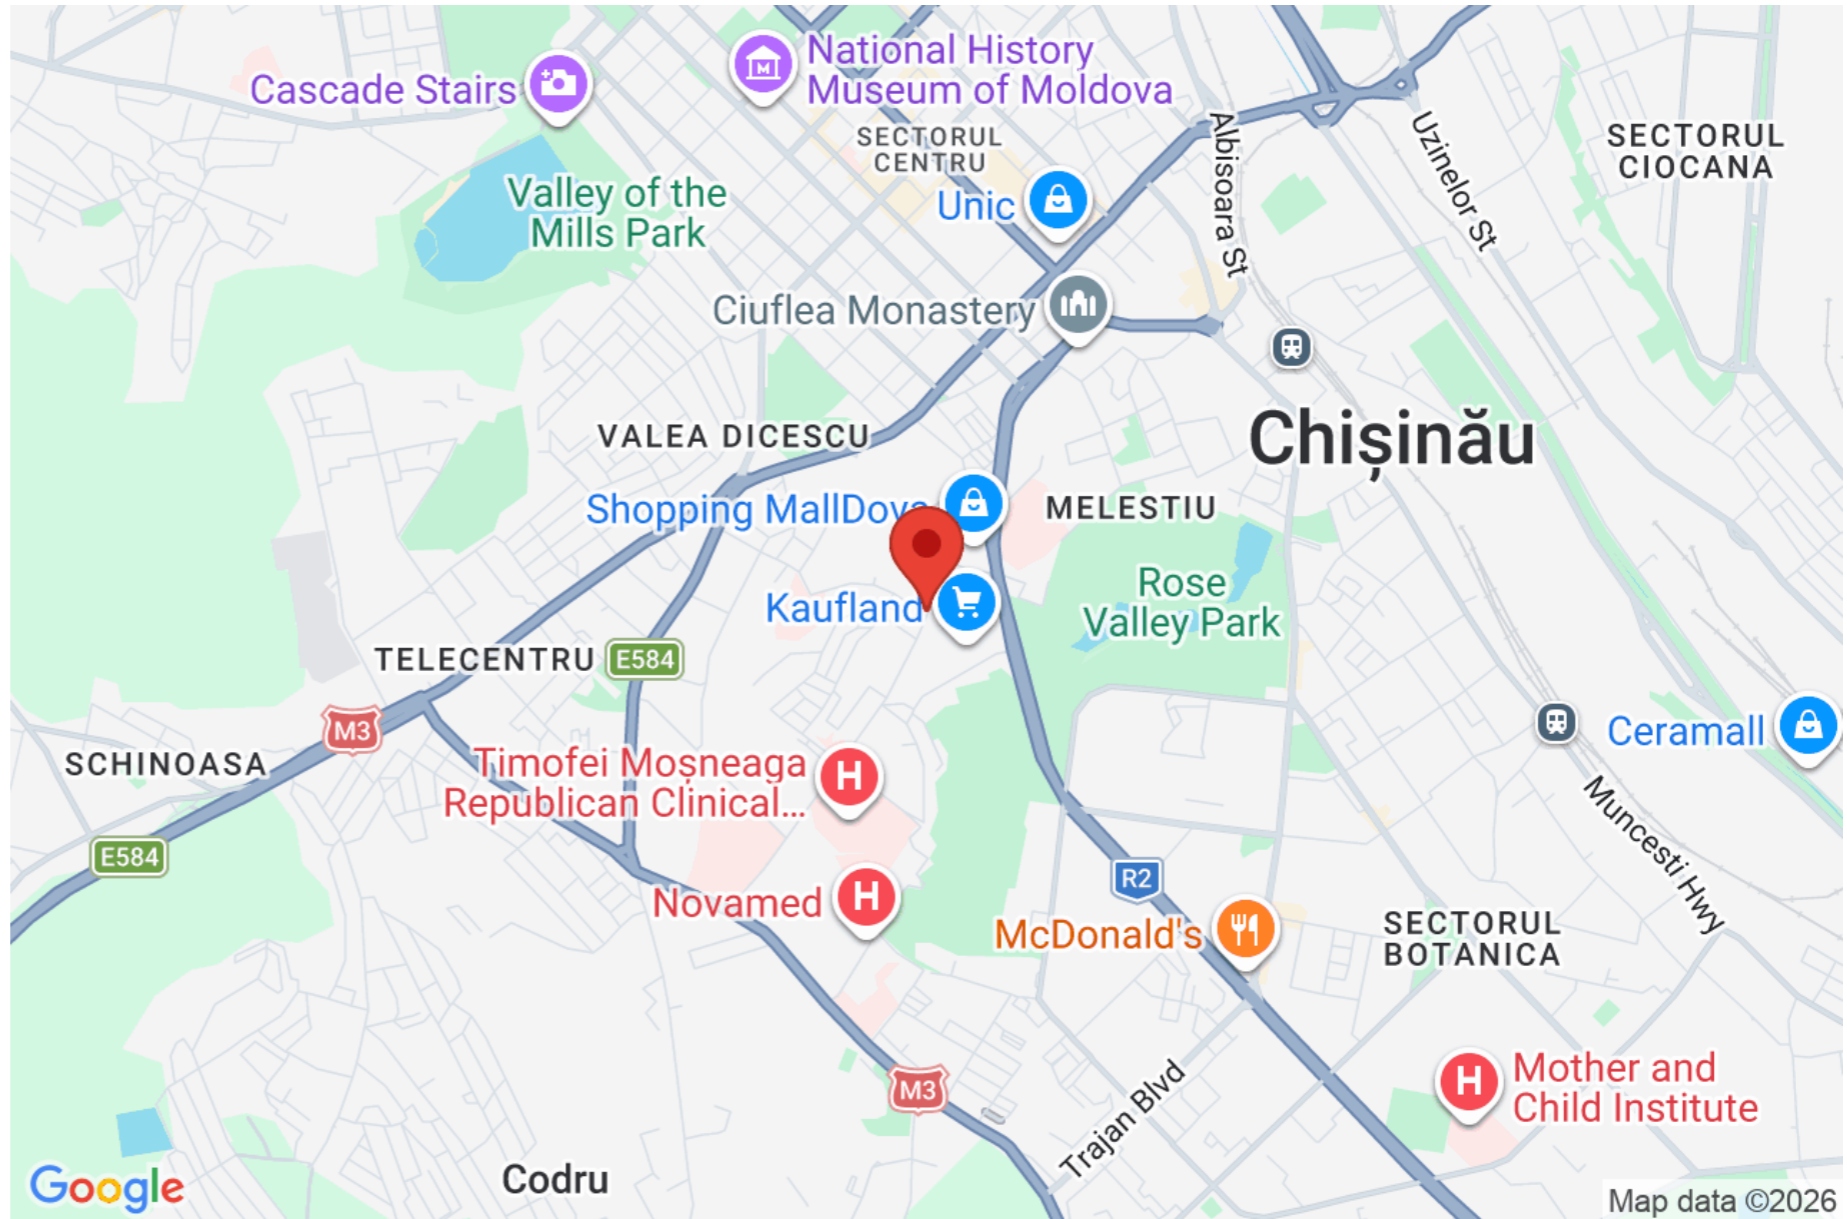 National History
Museum of Moldova
Cascade Stairs
SECTORUL
CENTRU
Albisoara St
Uzinelor St
SECTORUL
CIOCANA
Valley of the
Mills Park
Unic
Ciuflea Monastery
Chișinău
VALEA DICESCU
Shopping MallDova
MELESTIU
Rose
Valley Park
Kaufland
TELECENTRU
E584
M3
SCHINOASA
Ceramall
Timofei Moșneaga
Republican Clinical...
H
Muncesti Hwy
E584
R2
Novamed
H
McDonald's
SECTORUL
BOTANICA
M3
Trajan Blvd
H
Mother and
Child Institute
Codru
Google
Map data ©2026